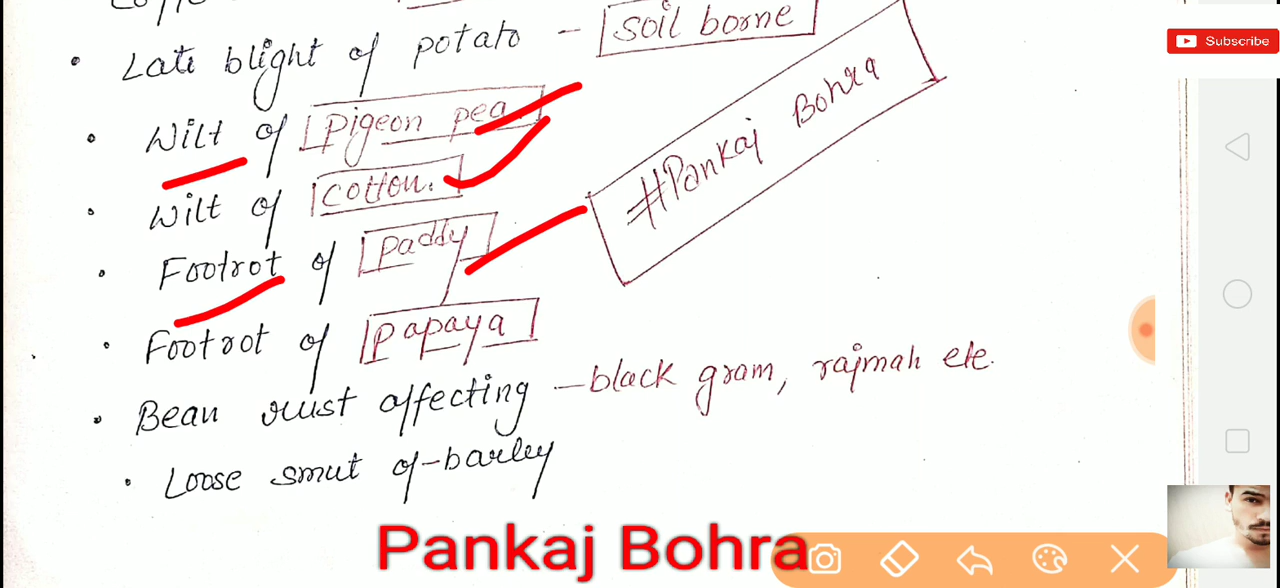 Late blight of potato - soil borne
Subscribe
Wilt of pigeon pea.
#Pankaj Bohra
Wilt of cotton.
Footrot of paddy
Footrot of papaya
Bean rust affecting - black gram, rajmah etc.
Loose smut of - barley
Pankaj Bohra